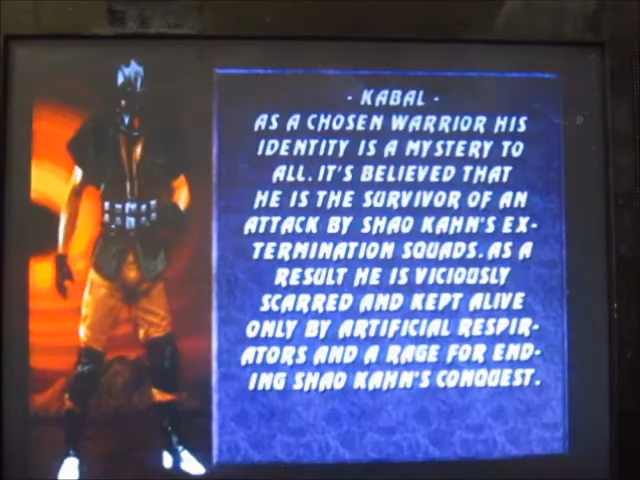 - KABAL -
AS A CHOSEN WARRIOR HIS
IDENTITY IS A MYSTERY TO
ALL. IT'S BELIEVED THAT
HE IS THE SURVIVOR OF AN
ATTACK BY SHAO KAHN'S EX-
TERMINATION SQUADS. AS A
RESULT HE IS VICIOUSLY
SCARRED AND KEPT ALIVE
ONLY BY ARTIFICIAL RESPIR-
ATORS AND A RAGE FOR END-
ING SHAO KAHN'S CONQUEST.